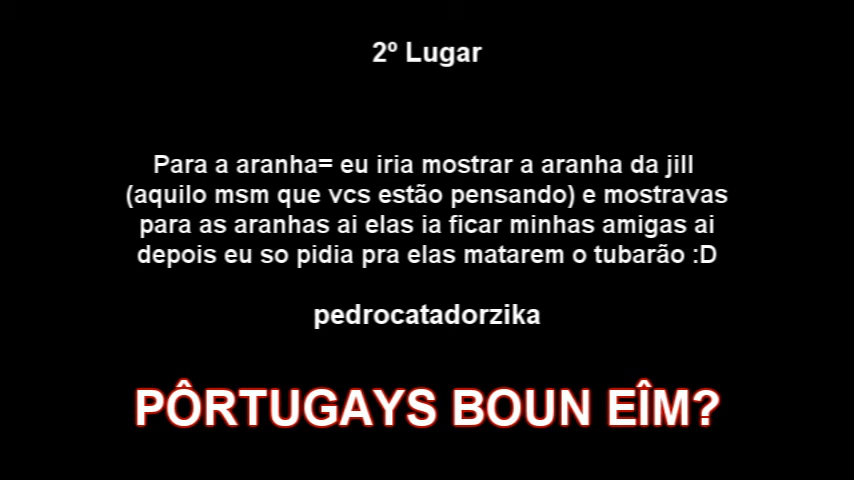 2º Lugar
Para a aranha= eu iria mostrar a aranha da jill
(aquilo msm que vcs estão pensando) e mostravas
para as aranhas ai elas ia ficar minhas amigas ai
depois eu so pidia pra elas matarem o tubarão :D
pedrocatadorzika
PÔRTUGAYS BOUN EÎM?